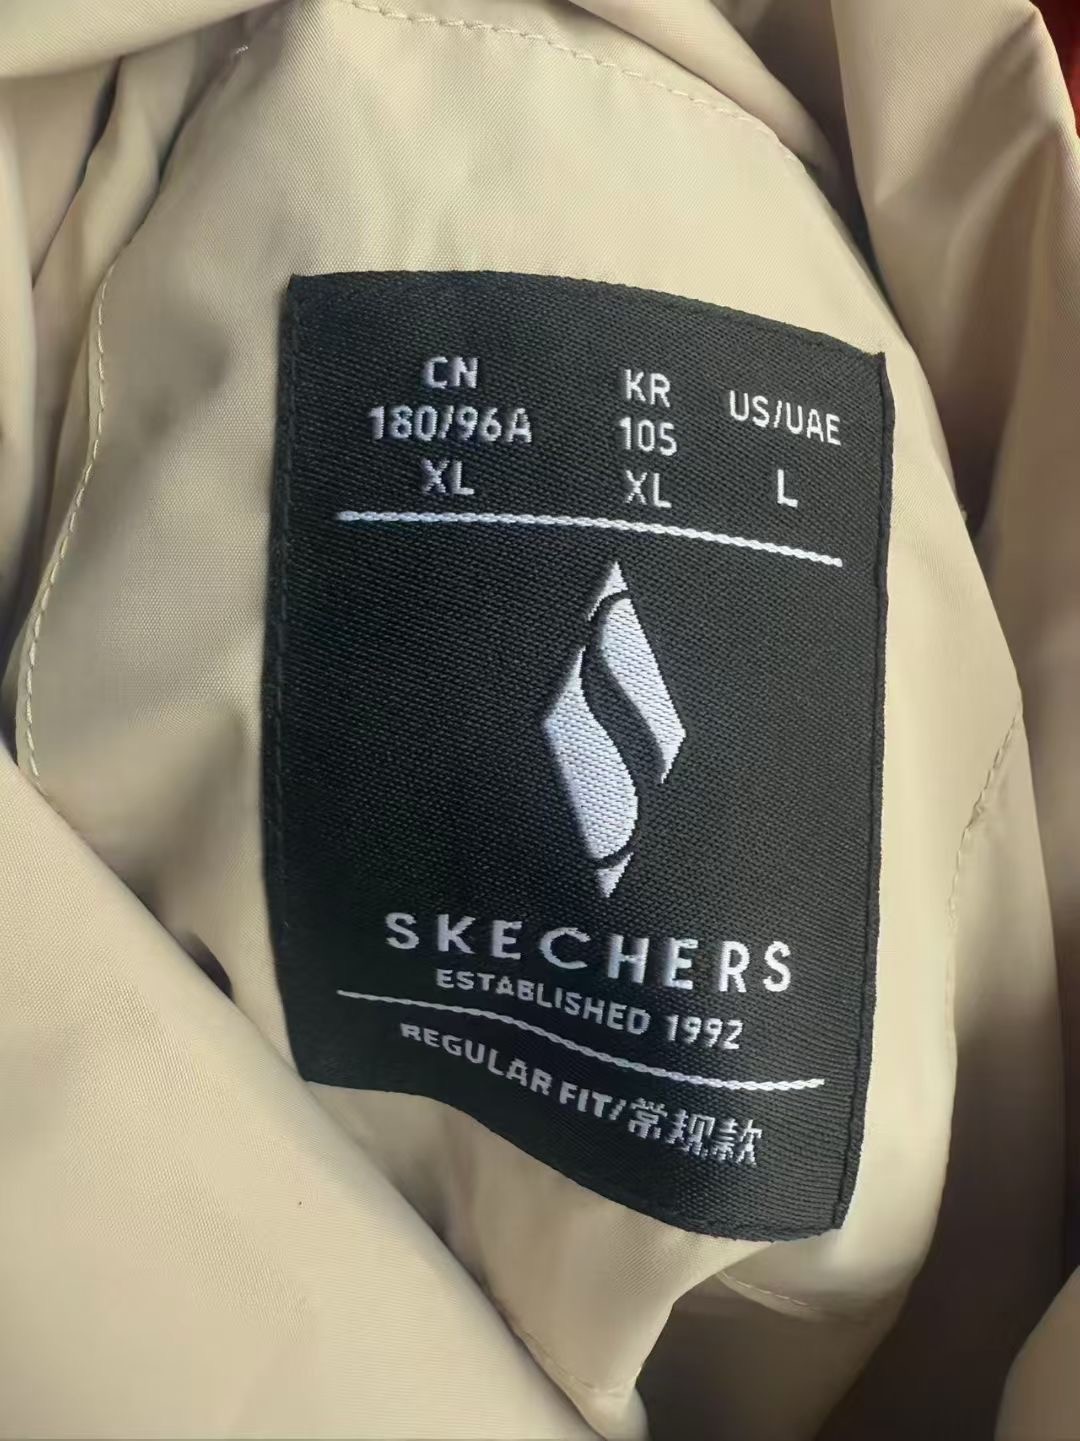 CN KR US/UAE
180/96A 105
XL XL L
SKECHERS
ESTABLISHED 1992
REGULAR FIT/常规款